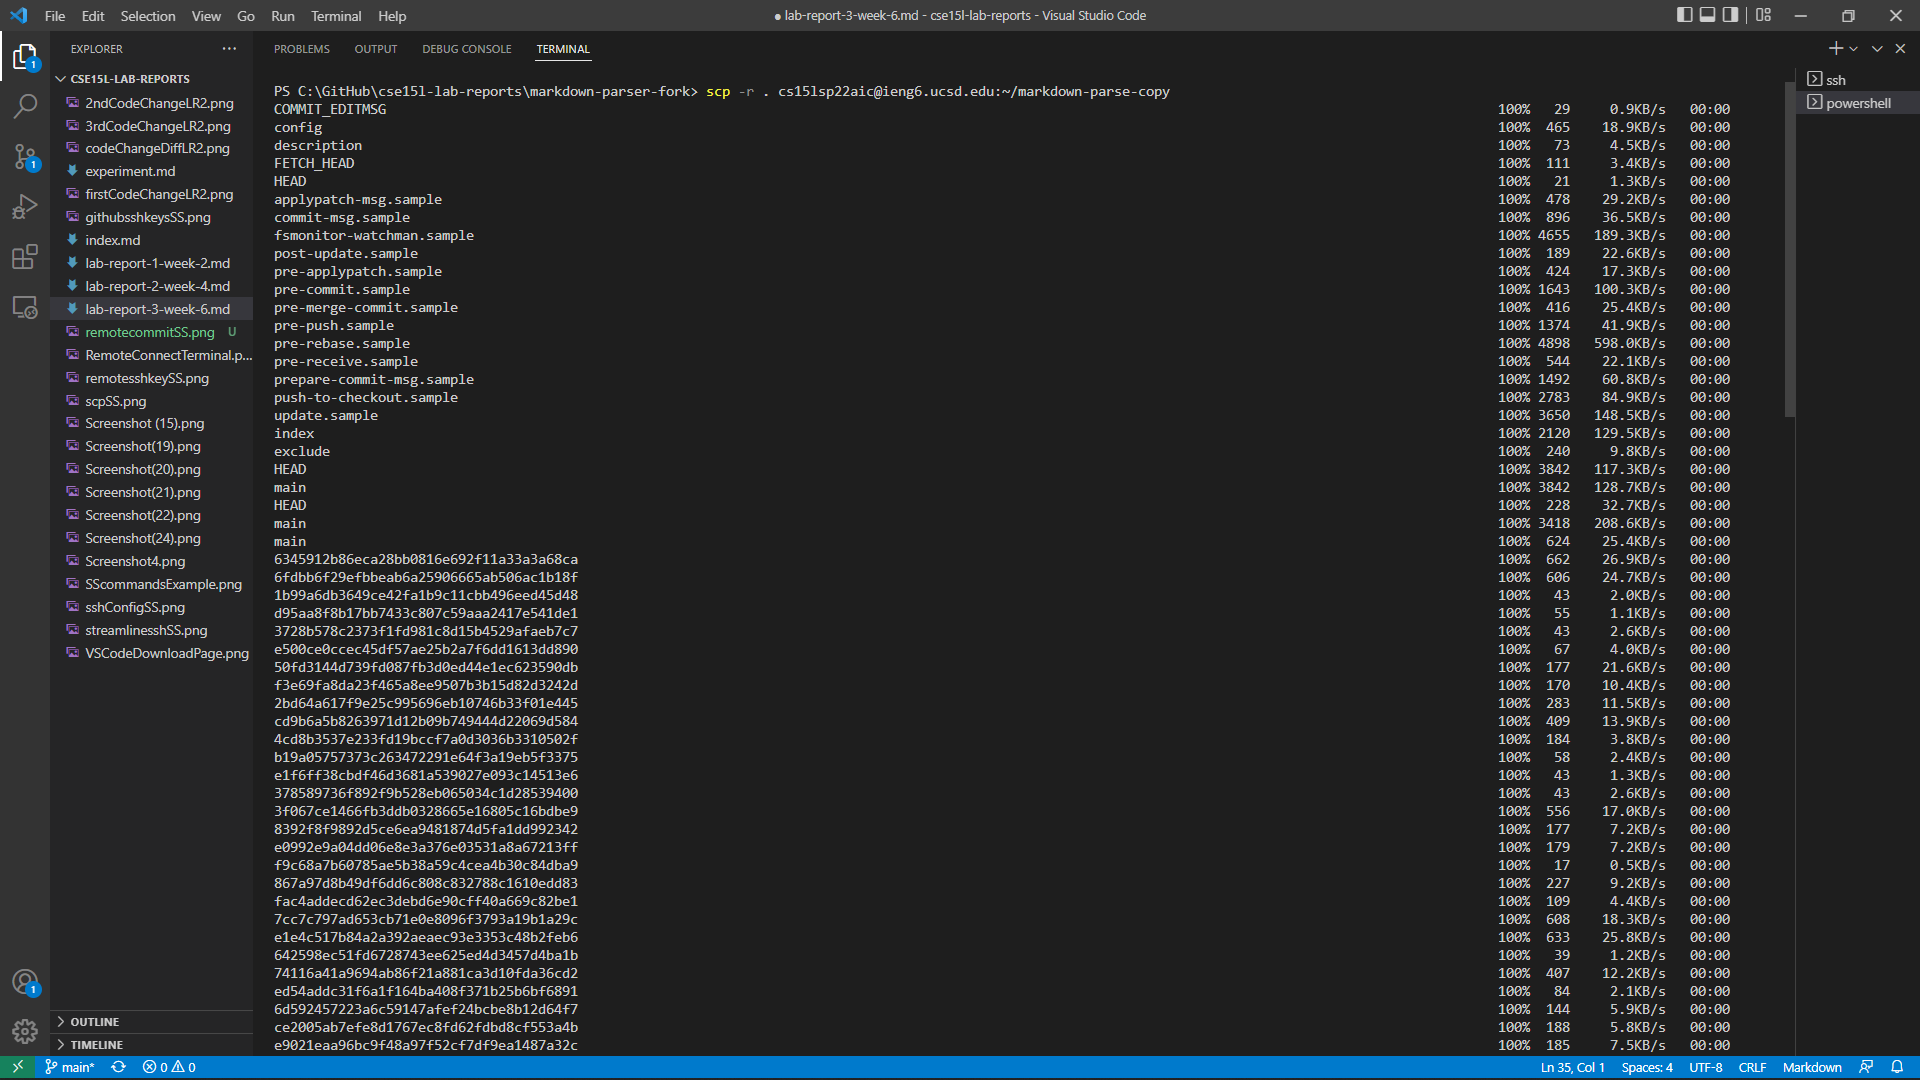 File Edit Selection View Go Run Terminal Help
● lab-report-3-week-6.md - cse15l-lab-reports - Visual Studio Code
EXPLORER
CSE15L-LAB-REPORTS
2ndCodeChangeLR2.png
3rdCodeChangeLR2.png
codeChangeDiffLR2.png
experiment.md
firstCodeChangeLR2.png
githubsshkeysSS.png
index.md
lab-report-1-week-2.md
lab-report-2-week-4.md
lab-report-3-week-6.md
remotecommitSS.png U
RemoteConnectTerminal.p...
remotesshkeySS.png
scpSS.png
Screenshot (15).png
Screenshot(19).png
Screenshot(20).png
Screenshot(21).png
Screenshot(22).png
Screenshot(24).png
Screenshot4.png
SScommandsExample.png
sshConfigSS.png
streamlinesshSS.png
VSCodeDownloadPage.png
OUTLINE
TIMELINE
1
1
1
PROBLEMS OUTPUT DEBUG CONSOLE TERMINAL
PS C:\GitHub\cse15l-lab-reports\markdown-parser-fork> scp -r . cs15lsp22aic@ieng6.ucsd.edu:~/markdown-parse-copy
COMMIT_EDITMSG 100% 29 0.9KB/s 00:00
config 100% 465 18.9KB/s 00:00
description 100% 73 4.5KB/s 00:00
FETCH_HEAD 100% 111 3.4KB/s 00:00
HEAD 100% 21 1.3KB/s 00:00
applypatch-msg.sample 100% 478 29.2KB/s 00:00
commit-msg.sample 100% 896 36.5KB/s 00:00
fsmonitor-watchman.sample 100% 4655 189.3KB/s 00:00
post-update.sample 100% 189 22.6KB/s 00:00
pre-applypatch.sample 100% 424 17.3KB/s 00:00
pre-commit.sample 100% 1643 100.3KB/s 00:00
pre-merge-commit.sample 100% 416 25.4KB/s 00:00
pre-push.sample 100% 1374 41.9KB/s 00:00
pre-rebase.sample 100% 4898 598.0KB/s 00:00
pre-receive.sample 100% 544 22.1KB/s 00:00
prepare-commit-msg.sample 100% 1492 60.8KB/s 00:00
push-to-checkout.sample 100% 2783 84.9KB/s 00:00
update.sample 100% 3650 148.5KB/s 00:00
index 100% 2120 129.5KB/s 00:00
exclude 100% 240 9.8KB/s 00:00
HEAD 100% 3842 117.3KB/s 00:00
main 100% 3842 128.7KB/s 00:00
HEAD 100% 228 32.7KB/s 00:00
main 100% 3418 208.6KB/s 00:00
main 100% 624 25.4KB/s 00:00
6345912b86eca28bb0816e692f11a33a3a68ca 100% 662 26.9KB/s 00:00
6fdbb6f29efbbeab6a25906665ab506ac1b18f 100% 606 24.7KB/s 00:00
1b99a6db3649ce42fa1b9c11cbb496eed45d48 100% 43 2.0KB/s 00:00
d95aa8f8b17bb7433c807c59aaa2417e541de1 100% 55 1.1KB/s 00:00
3728b578c2373f1fd981c8d15b4529afaeb7c7 100% 43 2.6KB/s 00:00
e500ce0ccec45df57ae25b2a7f6dd1613dd890 100% 67 4.0KB/s 00:00
50fd3144d739fd087fb3d0ed44e1ec623590db 100% 177 21.6KB/s 00:00
f3e69fa8da23f465a8ee9507b3b15d82d3242d 100% 170 10.4KB/s 00:00
2bd64a617f9e25c995696eb10746b33f01e445 100% 283 11.5KB/s 00:00
cd9b6a5b8263971d12b09b749444d22069d584 100% 409 13.9KB/s 00:00
4cd8b3537e233fd19bccf7a0d3036b3310502f 100% 184 3.8KB/s 00:00
b19a05757373c263472291e64f3a19eb5f3375 100% 58 2.4KB/s 00:00
e1f6ff38cbdf46d3681a539027e093c14513e6 100% 43 1.3KB/s 00:00
378589736f892f9b528eb065034c1d28539400 100% 43 2.6KB/s 00:00
3f067ce1466fb3ddb0328665e16805c16bdbe9 100% 556 17.0KB/s 00:00
8392f8f9892d5ce6ea9481874d5fa1dd992342 100% 177 7.2KB/s 00:00
e0992e9a04dd06e8e3a376e03531a8a67213ff 100% 179 7.2KB/s 00:00
f9c68a7b60785ae5b38a59c4cea4b30c84dba9 100% 17 0.5KB/s 00:00
867a97d8b49df6dd6c808c832788c1610edd83 100% 227 9.2KB/s 00:00
fac4addecd62ec3debd6e90cff40a669c82be1 100% 109 4.4KB/s 00:00
7cc7c797ad653cb71e0e8096f3793a19b1a29c 100% 608 18.3KB/s 00:00
e1e4c517b84a2a392aeaec93e3353c48b2feb6 100% 633 25.8KB/s 00:00
642598ec51fd6728743ee625ed4d3457d4ba1b 100% 39 1.2KB/s 00:00
74116a41a9694ab86f21a881ca3d10fda36cd2 100% 407 12.2KB/s 00:00
ed54addc31f6a1f164ba408f371b25b6bf6891 100% 84 2.1KB/s 00:00
6d592457223a6c59147afef24bcbe8b12d64f7 100% 144 5.9KB/s 00:00
ce2005ab7efe8d1767ec8fd62fdbd8cf553a4b 100% 188 5.8KB/s 00:00
e9021eaa96bc9f48a97f52cf7df9ea1487a32c 100% 185 7.5KB/s 00:00
ssh
powershell
main* 0 0
Ln 35, Col 1 Spaces: 4 UTF-8 CRLF Markdown